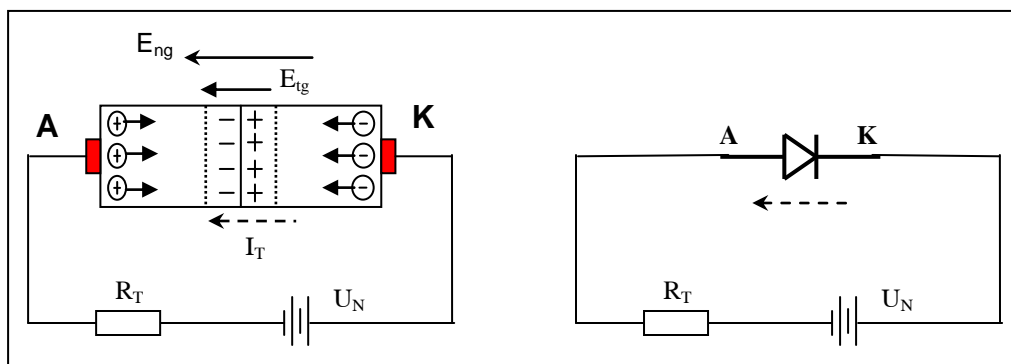 E_ng
E_tg
A K
+ − + −
+ − + −
+ − + −
− +
I_T
R_T U_N
A K
R_T U_N